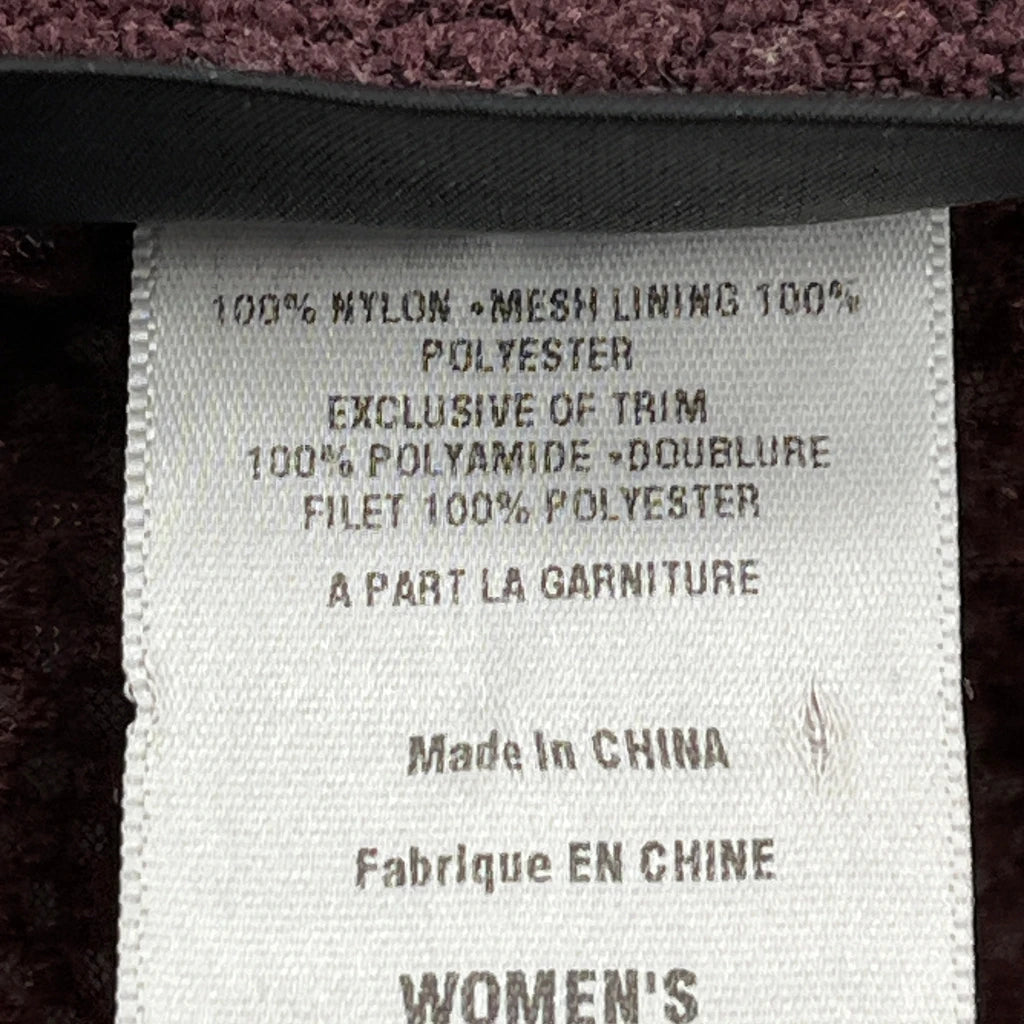 100% NYLON •MESH LINING 100%
POLYESTER
EXCLUSIVE OF TRIM
100% POLYAMIDE •DOUBLURE
FILET 100% POLYESTER
A PART LA GARNITURE
Made In CHINA
Fabrique EN CHINE
WOMEN'S